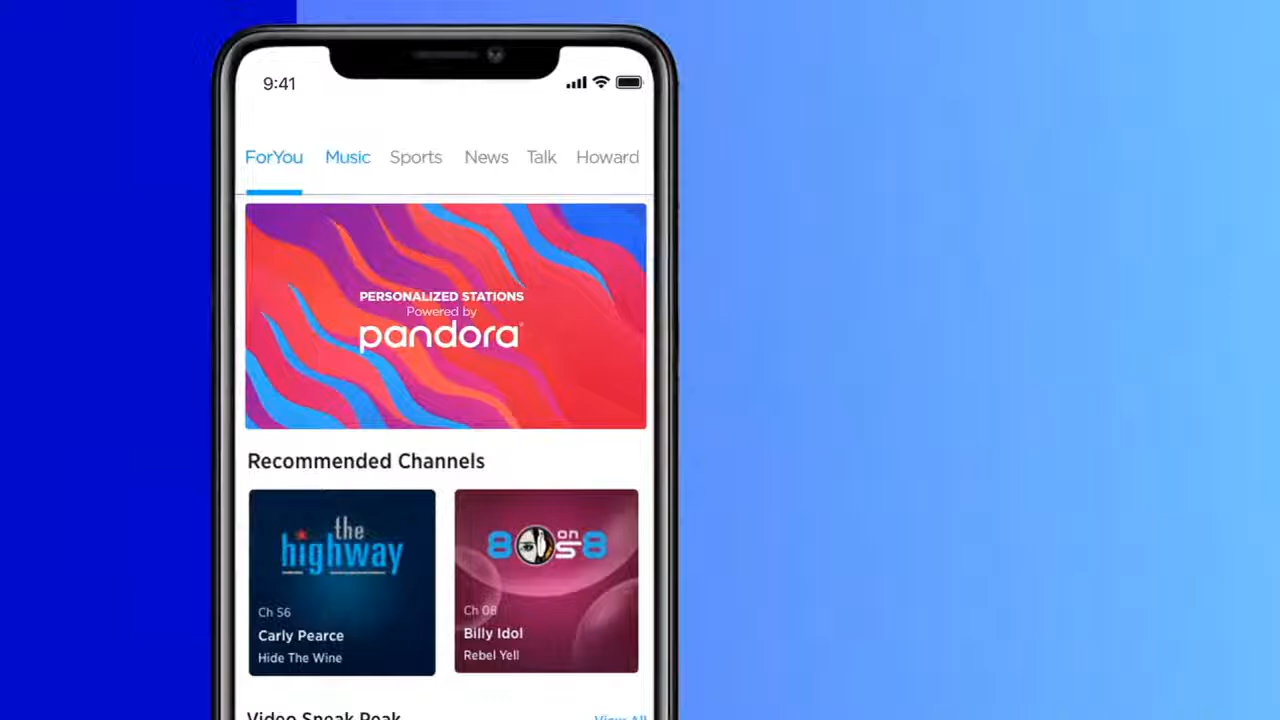 9:41
ForYou Music Sports News Talk Howard
PERSONALIZED STATIONS
Powered by
pandora
Recommended Channels
the
highway
Ch 56
Carly Pearce
Hide The Wine
80s on 8
Ch 08
Billy Idol
Rebel Yell
Video Sneak Peak
View All